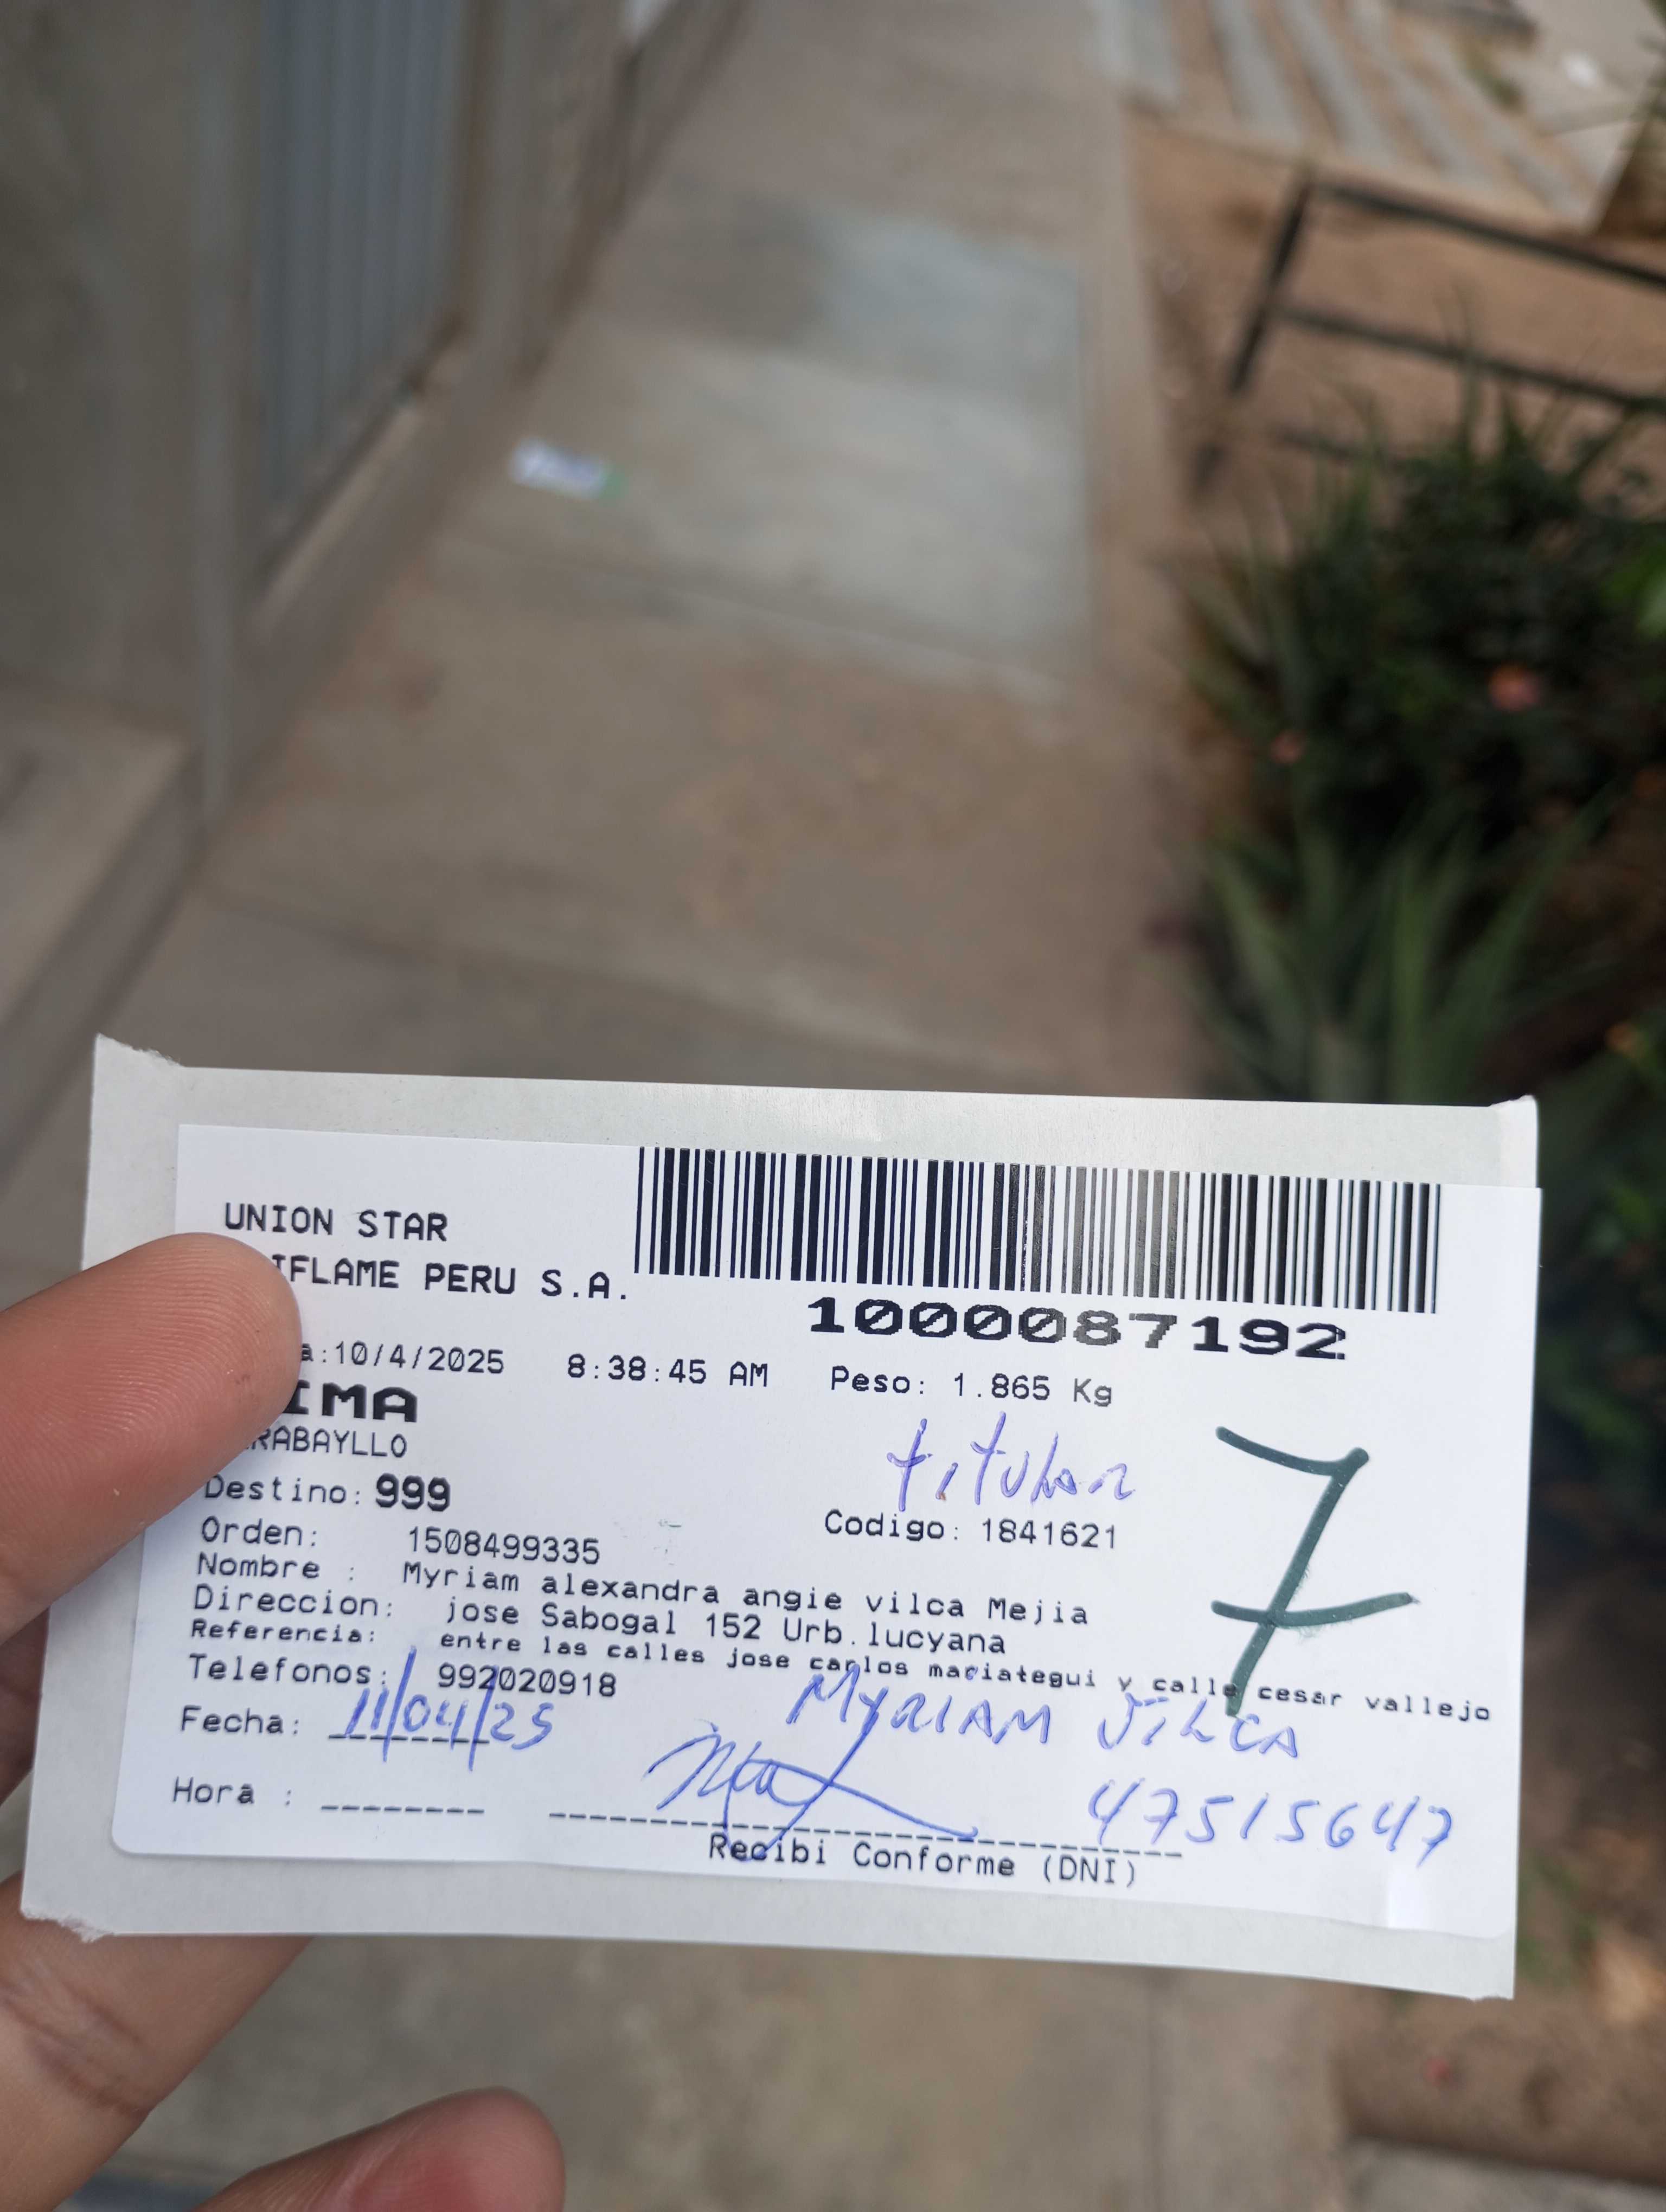 UNION STAR
IFLAME PERU S.A.
1000087192
a:10/4/2025 8:38:45 AM Peso: 1.865 Kg
IMA
RABAYLLO
titular
7
Destino: 999
Codigo: 1841621
Orden: 1508499335
Nombre : Myriam alexandra angie vilca Mejia
Direccion: jose Sabogal 152 Urb.lucyana
Referencia: entre las calles jose carlos mariategui y calle cesar vallejo
Telefonos: 992020918
MYRIAM VILCA
Fecha: 11/04/25
47515647
Hora : --------
Recibi Conforme (DNI)